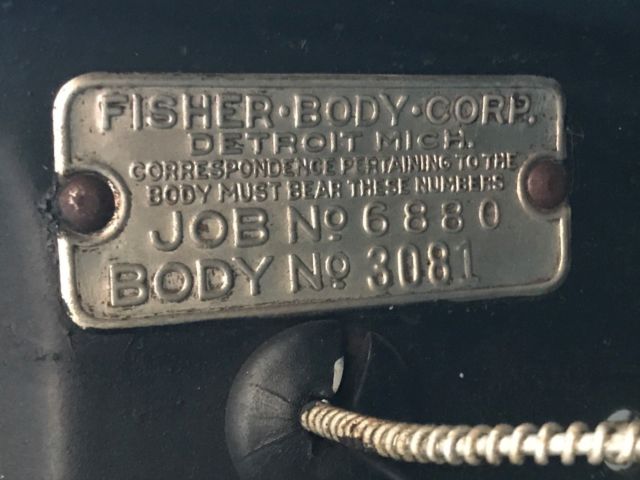 FISHER·BODY·CORP.
DETROIT MICH.
CORRESPONDENCE PERTAINING TO THE
BODY MUST BEAR THESE NUMBERS
JOB No 6880
BODY No 3081